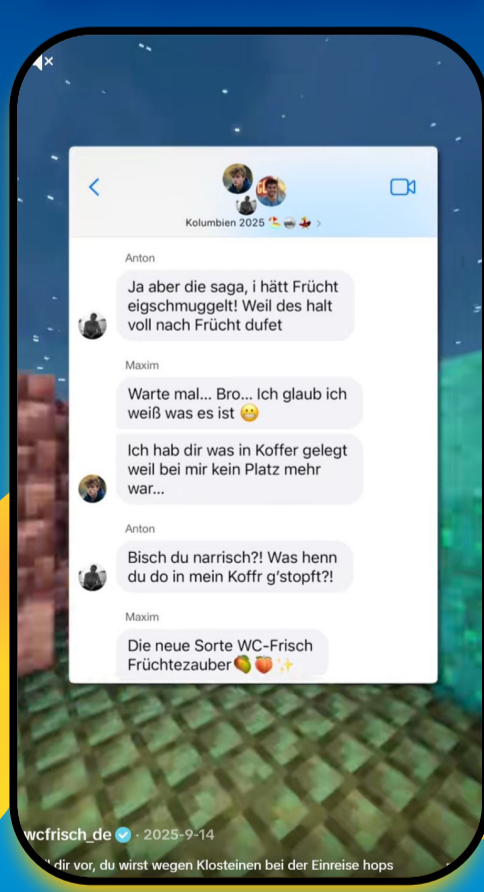 Kolumbien 2025 🏖️ 🪩 💃 >
Anton
Ja aber die saga, i hätt Frücht
eigschmuggelt! Weil des halt
voll nach Frücht dufet
Maxim
Warte mal... Bro... Ich glaub ich
weiß was es ist 😬
Ich hab dir was in Koffer gelegt
weil bei mir kein Platz mehr
war...
Anton
Bisch du narrisch?! Was henn
du do in mein Koffr g'stopft?!
Maxim
Die neue Sorte WC-Frisch
Früchtezauber🥭🍑✨
wcfrisch_de · 2025-9-14
dir vor, du wirst wegen Klosteinen bei der Einreise hops